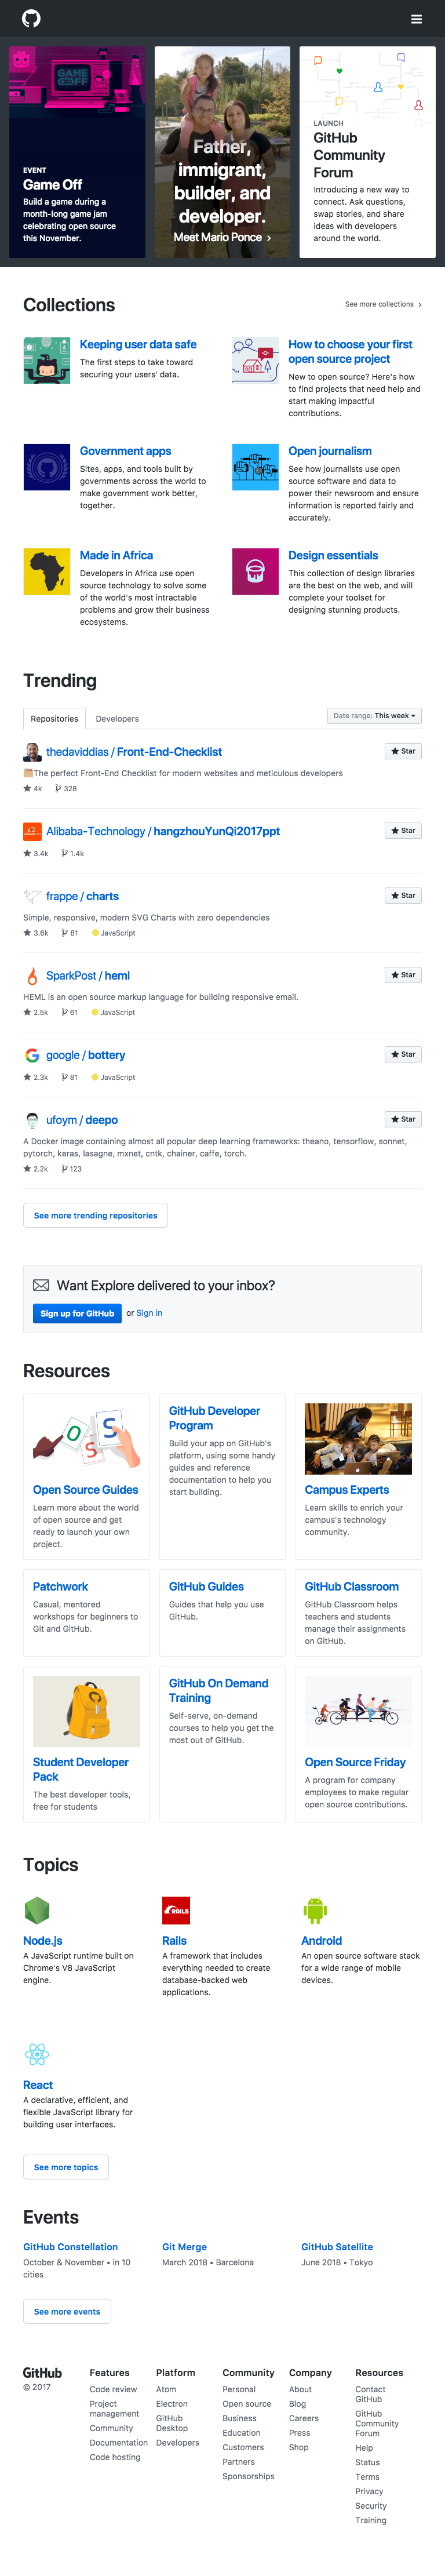 EVENT
Game Off
Build a game during a
month-long game jam
celebrating open source
this November.
GAME
OFF
Father,
immigrant,
builder, and
developer.
Meet Mario Ponce
LAUNCH
GitHub
Community
Forum
Introducing a new way to
connect. Ask questions,
swap stories, and share
ideas with developers
around the world.
Collections
See more collections
Keeping user data safe
The first steps to take toward
securing your users' data.
How to choose your first
open source project
New to open source? Here's how
to find projects that need help and
start making impactful
contributions.
Government apps
Sites, apps, and tools built by
governments across the world to
make government work better,
together.
Open journalism
See how journalists use open
source software and data to
power their newsroom and ensure
information is reported fairly and
accurately.
Made in Africa
Developers in Africa use open
source technology to solve some
of the world's most intractable
problems and grow their business
ecosystems.
Design essentials
This collection of design libraries
are the best on the web, and will
complete your toolset for
designing stunning products.
Trending
Repositories
Developers
Date range: This week
thedaviddias / Front-End-Checklist
Star
The perfect Front-End Checklist for modern websites and meticulous developers
4k 328
Alibaba-Technology / hangzhouYunQi2017ppt
Star
3.4k 1.4k
frappe / charts
Star
Simple, responsive, modern SVG Charts with zero dependencies
3.6k 81 JavaScript
SparkPost / heml
Star
HEML is an open source markup language for building responsive email.
2.5k 61 JavaScript
google / bottery
Star
2.3k 81 JavaScript
ufoym / deepo
Star
A Docker image containing almost all popular deep learning frameworks: theano, tensorflow, sonnet,
pytorch, keras, lasagne, mxnet, cntk, chainer, caffe, torch.
2.2k 123
See more trending repositories
Want Explore delivered to your inbox?
Sign up for GitHub or Sign in
Resources
O S S
Open Source Guides
Learn more about the world
of open source and get
ready to launch your own
project.
GitHub Developer
Program
Build your app on GitHub's
platform, using some handy
guides and reference
documentation to help you
start building.
Campus Experts
Learn skills to enrich your
campus's technology
community.
Patchwork
Casual, mentored
workshops for beginners to
Git and GitHub.
GitHub Guides
Guides that help you use
GitHub.
GitHub Classroom
GitHub Classroom helps
teachers and students
manage their assignments
on GitHub.
Student Developer
Pack
The best developer tools,
free for students
GitHub On Demand
Training
Self-serve, on-demand
courses to help you get the
most out of GitHub.
Open Source Friday
A program for company
employees to make regular
open source contributions.
Topics
Node.js
A JavaScript runtime built on
Chrome's V8 JavaScript
engine.
RAILS
Rails
A framework that includes
everything needed to create
database-backed web
applications.
Android
An open source software stack
for a wide range of mobile
devices.
React
A declarative, efficient, and
flexible JavaScript library for
building user interfaces.
See more topics
Events
GitHub Constellation
October & November • in 10
cities
Git Merge
March 2018 • Barcelona
GitHub Satellite
June 2018 • Tokyo
See more events
GitHub
© 2017
Features
Code review
Project
management
Community
Documentation
Code hosting
Platform
Atom
Electron
GitHub
Desktop
Developers
Community
Personal
Open source
Business
Education
Customers
Partners
Sponsorships
Company
About
Blog
Careers
Press
Shop
Resources
Contact
GitHub
GitHub
Community
Forum
Help
Status
Terms
Privacy
Security
Training